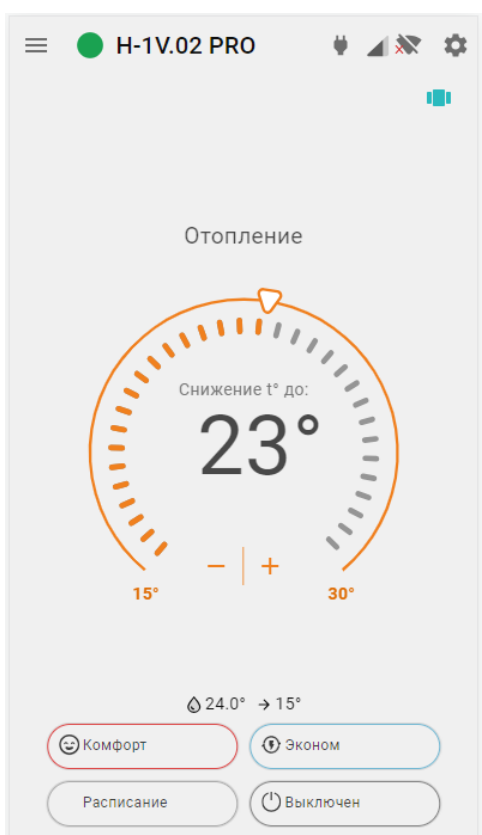 H-1V.02 PRO
Отопление
Снижение t° до:
23°
− +
15° 30°
24.0° → 15°
Комфорт Эконом
Расписание Выключен